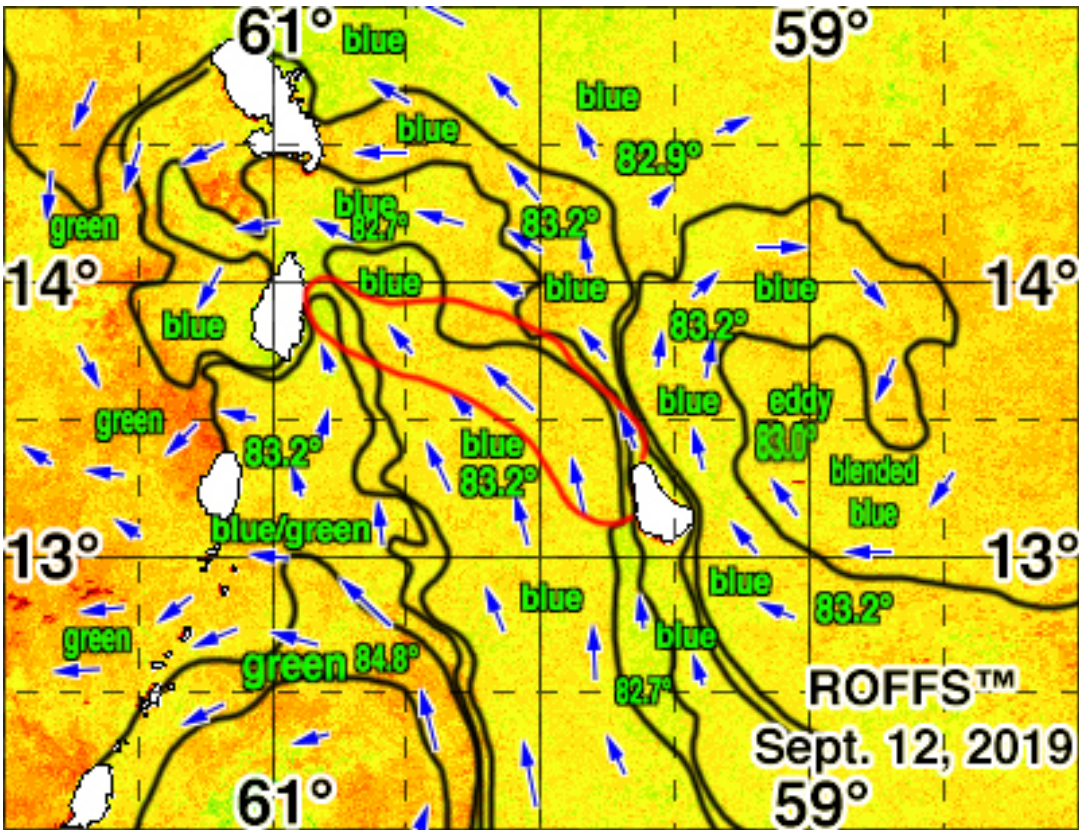 61°
59°
blue
blue
blue
82.9°
blue
82.7°
83.2°
green
14°
blue
blue
blue
14°
blue
83.2°
blue
eddy
83.0°
green
83.2°
blue
83.2°
blended
blue
blue/green
13°
13°
blue
blue
83.2°
green
green 84.8°
blue
82.7°
ROFFS™
Sept. 12, 2019
61°
59°